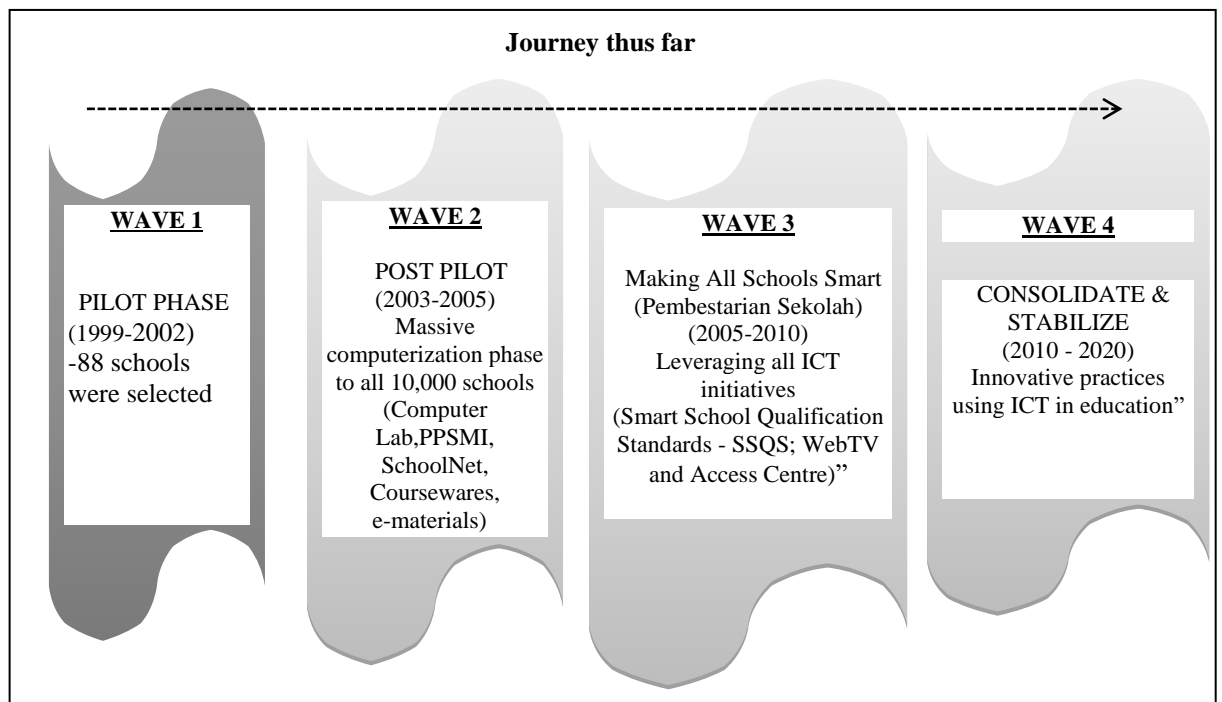 Journey thus far
WAVE 1
PILOT PHASE
(1999-2002)
-88 schools
were selected
WAVE 2
POST PILOT
(2003-2005)
Massive
computerization phase
to all 10,000 schools
(Computer
Lab,PPSMI,
SchoolNet,
Coursewares,
e-materials)
WAVE 3
Making All Schools Smart
(Pembestarian Sekolah)
(2005-2010)
Leveraging all ICT
initiatives
(Smart School Qualification
Standards - SSQS; WebTV
and Access Centre)”
WAVE 4
CONSOLIDATE &
STABILIZE
(2010 - 2020)
Innovative practices
using ICT in education”